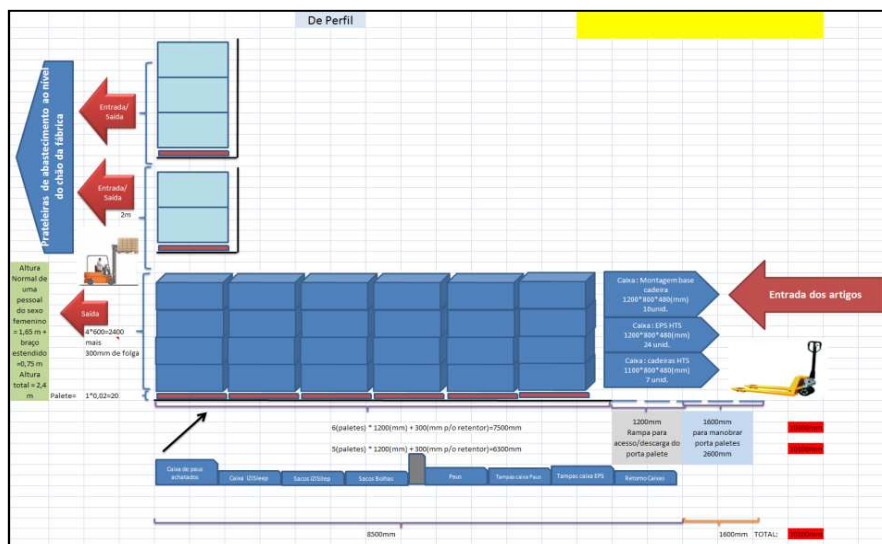 De Perfil
Prateleiras de abastecimento ao nível
do chão da fábrica
Entrada/
Saída
Entrada/
Saída
2m
Altura
Normal de
uma
pessoal
do sexo
feminino
= 1,65 m +
braço
estendido
=0,75 m
Altura
total = 2,4
m
Saída
4*600=2400
mais
300mm de folga
Palete=
1*0,02=20
Caixa : Montagem base
cadeira
1200*800*480(mm)
Caixa : EPS HTS
1200*800*480(mm)
24 unid.
Caixa : cadeiras HTS
1100*800*480(mm)
7 unid.
Entrada dos artigos
6(paletes) * 1200(mm) + 300(mm p/o retentor)=7500mm
5(paletes) * 1200(mm) + 300(mm p/o retentor)=6300mm
1200mm
Rampa para
acesso/descarga do
porta palete
1600mm
para manobrar
porta paletes
2600mm
Caixa de paus
achatados
Caixa IZISleep
Sacos IZISleep
Sacos Bolhas
Paus
Tampas caixa Paus
Tampas caixa EPS
Retorno Caixas
8500mm
1600mm
TOTAL: